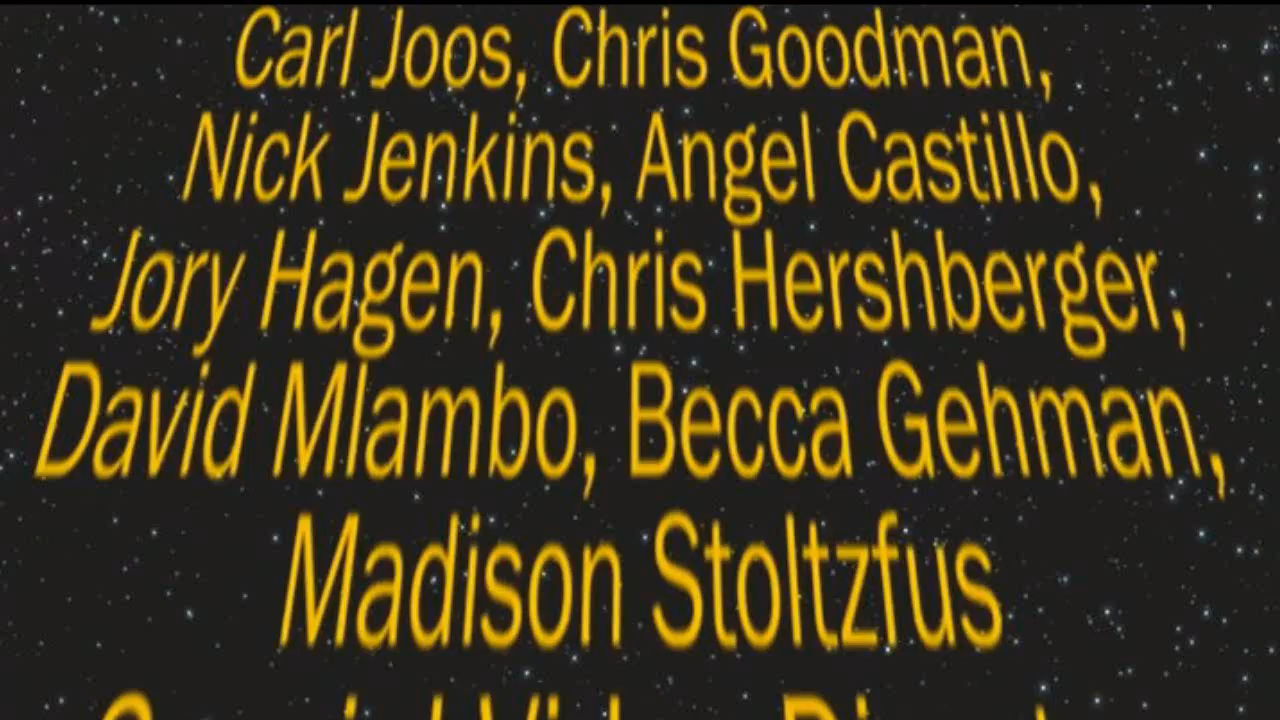 Carl Joos, Chris Goodman,
Nick Jenkins, Angel Castillo,
Jory Hagen, Chris Hershberger,
David Mlambo, Becca Gehman,
Madison Stoltzfus